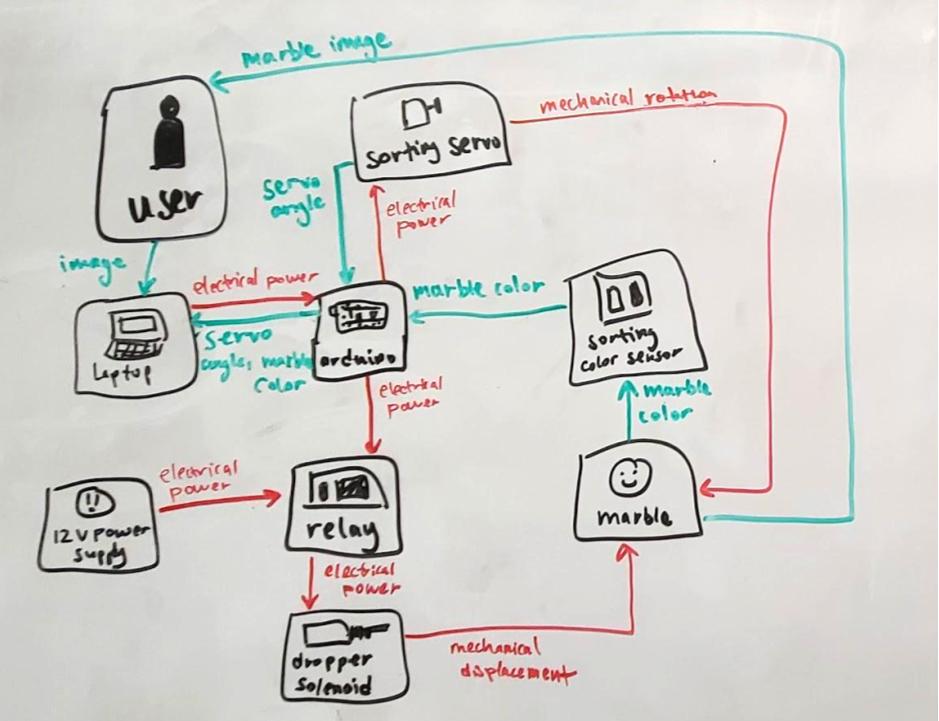 marble image
user
sorting servo
mechanical rotation
servo
angle
electrical
power
image
electrical power
marble color
laptop
servo
angle, marble
color
arduino
sorting
color sensor
electrical
power
marble
color
electrical
power
12V power
supply
relay
marble
electrical
power
dropper
solenoid
mechanical
displacement